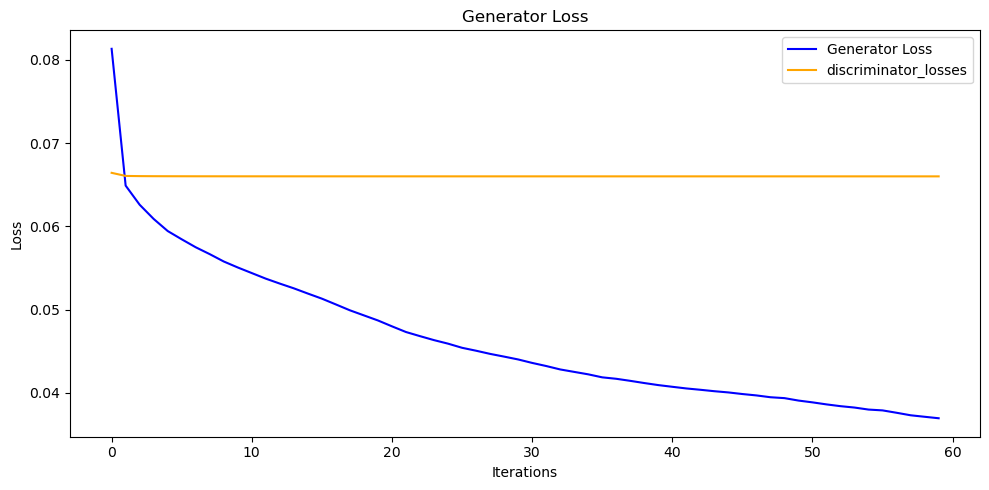 Generator Loss
Generator Loss
discriminator_losses
0.08
0.07
0.06
0.05
0.04
Loss
0
10
20
30
40
50
60
Iterations